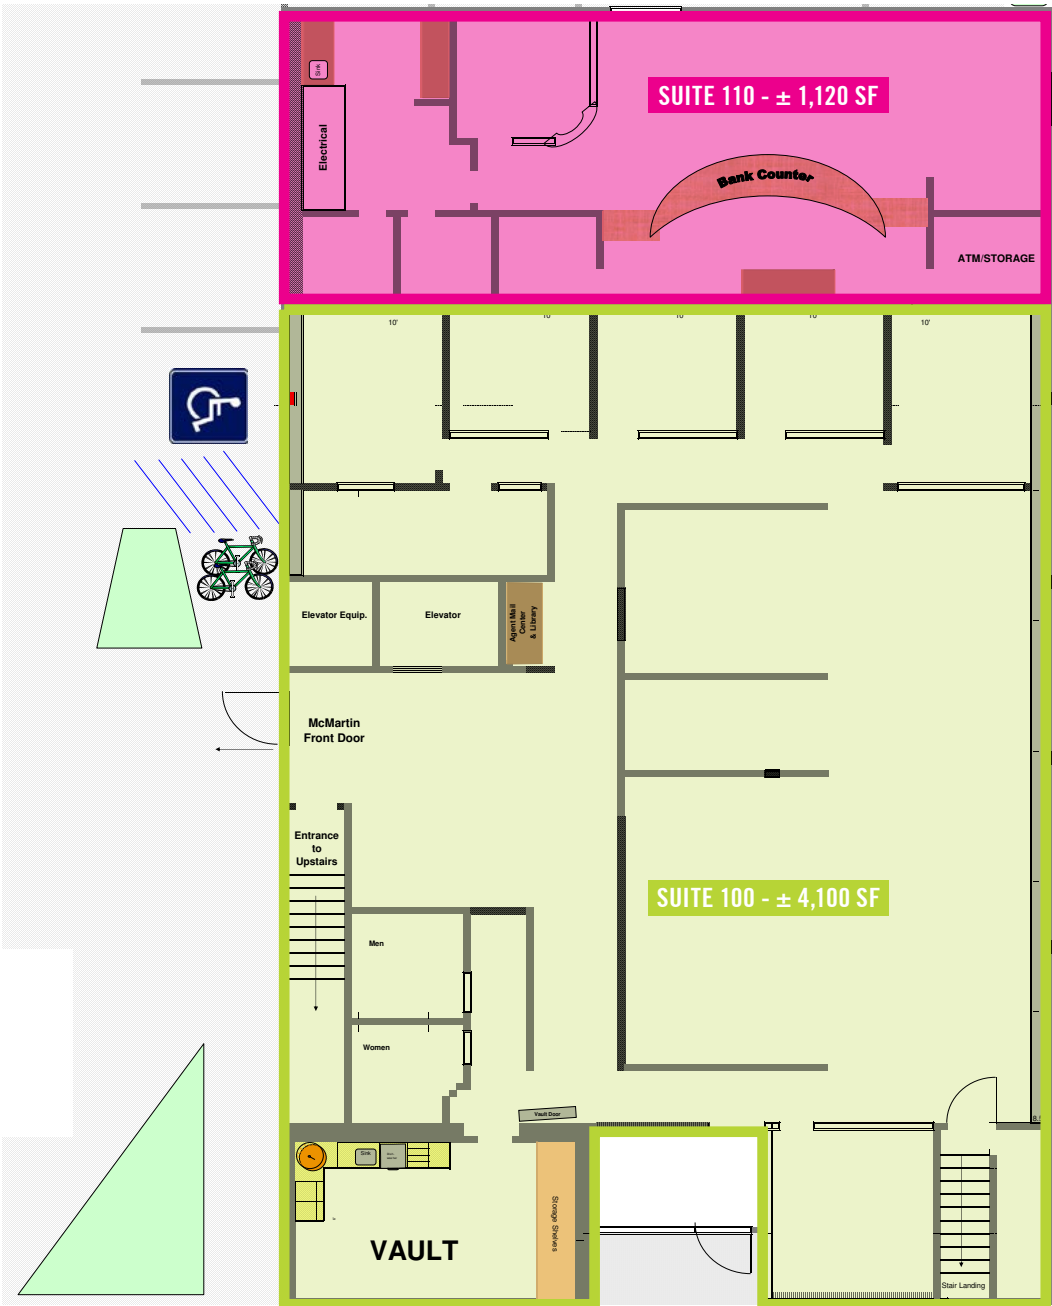 SUITE 110 - ± 1,120 SF
Sink
Electrical
Bank Counter
ATM/STORAGE
10'
10'
10'
10'
10'
Elevator Equip.
Elevator
Agent Mail
Center
& Library
McMartin
Front Door
Entrance
to
Upstairs
SUITE 100 - ± 4,100 SF
Men
Women
Vault Door
Sink
Storage Shelves
VAULT
Stair Landing